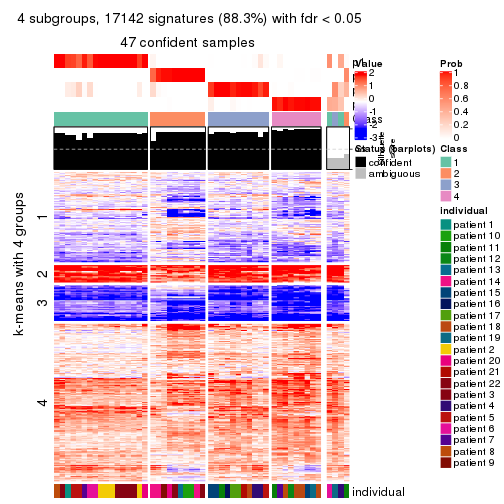 4 subgroups, 17142 signatures (88.3%) with fdr < 0.05
47 confident samples
k-means with 4 groups
1
2
3
4
individual
Value
2
1
0
-1
-2
-3
Status (barplots)
confident
ambiguous
Prob
1
0.8
0.6
0.4
0.2
0
Class
1
2
3
4
Individual
patient 1
patient 10
patient 11
patient 12
patient 13
patient 14
patient 15
patient 16
patient 17
patient 18
patient 19
patient 2
patient 20
patient 21
patient 22
patient 3
patient 4
patient 5
patient 6
patient 7
patient 8
patient 9